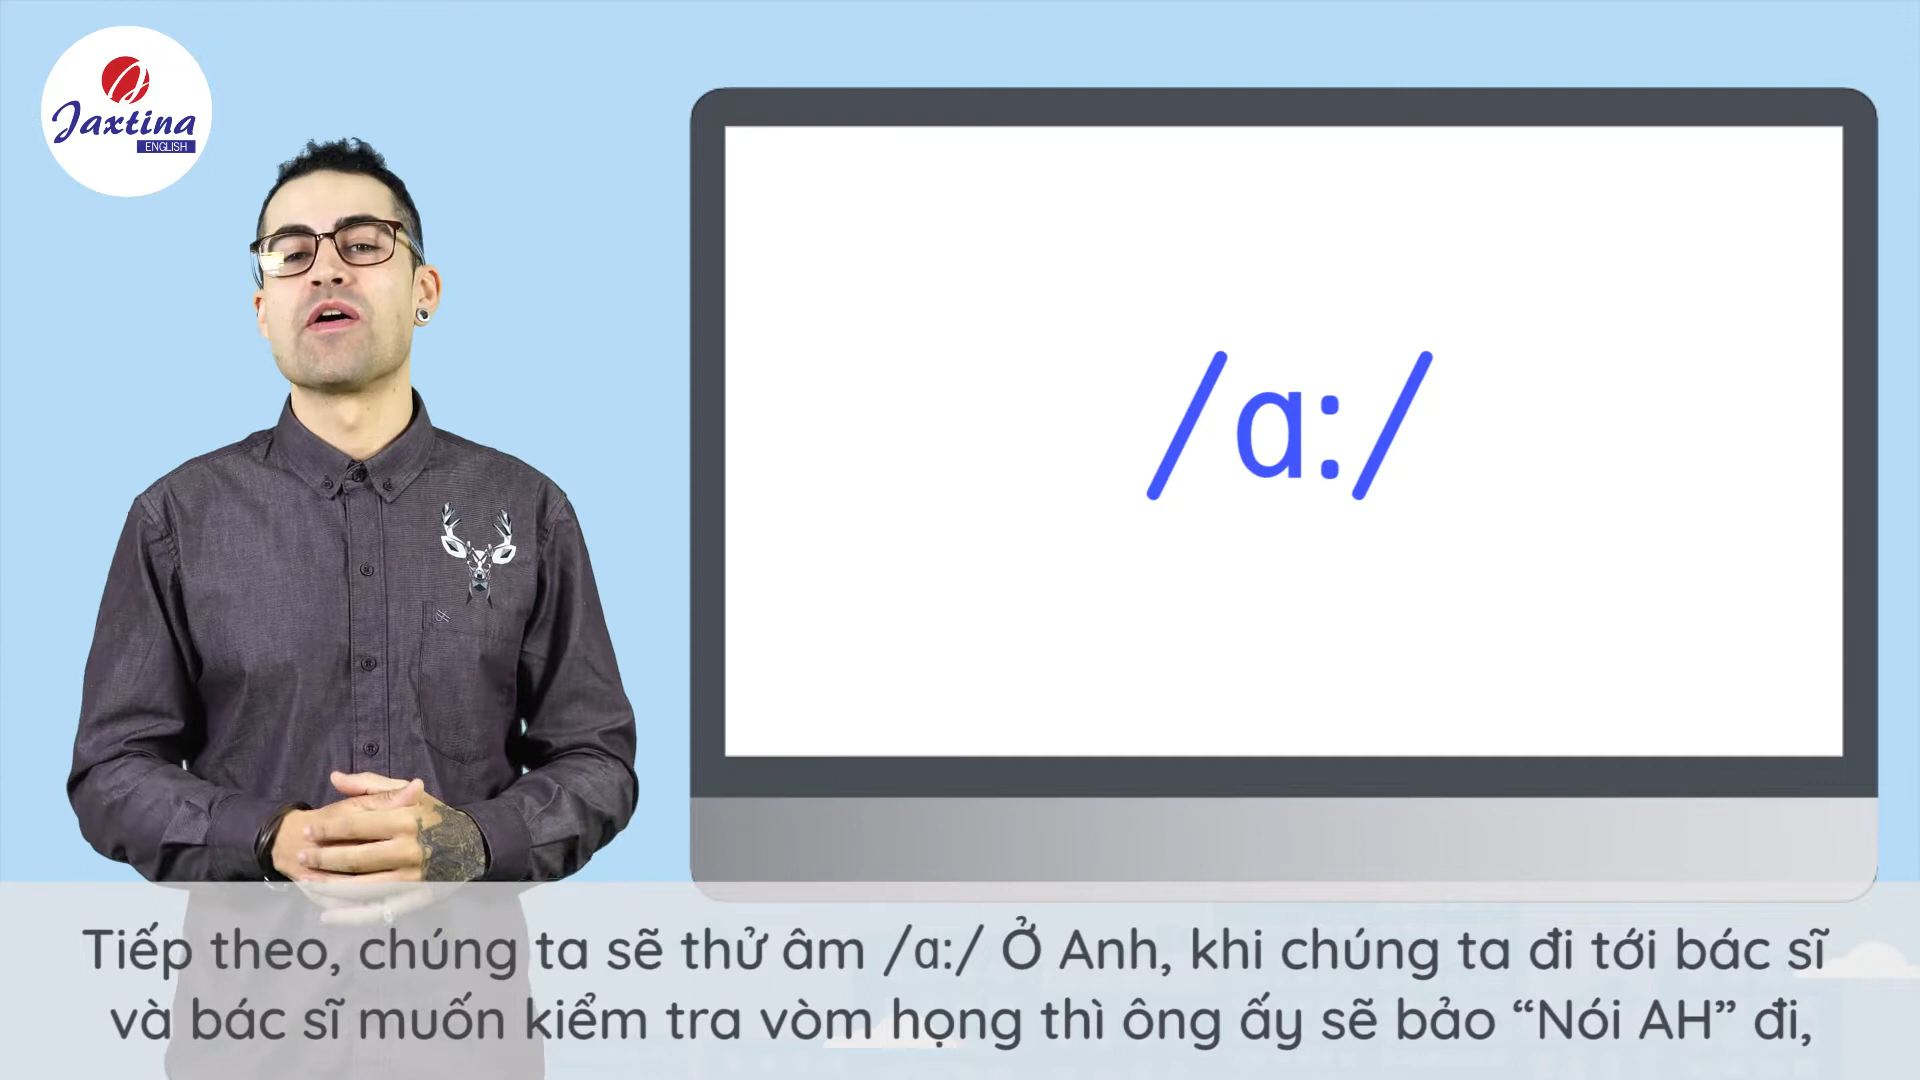 Jaxtina
ENGLISH
/ɑ:/
Tiếp theo, chúng ta sẽ thử âm /ɑ:/ Ở Anh, khi chúng ta đi tới bác sĩ
và bác sĩ muốn kiểm tra vòm họng thì ông ấy sẽ bảo “Nói AH” đi,